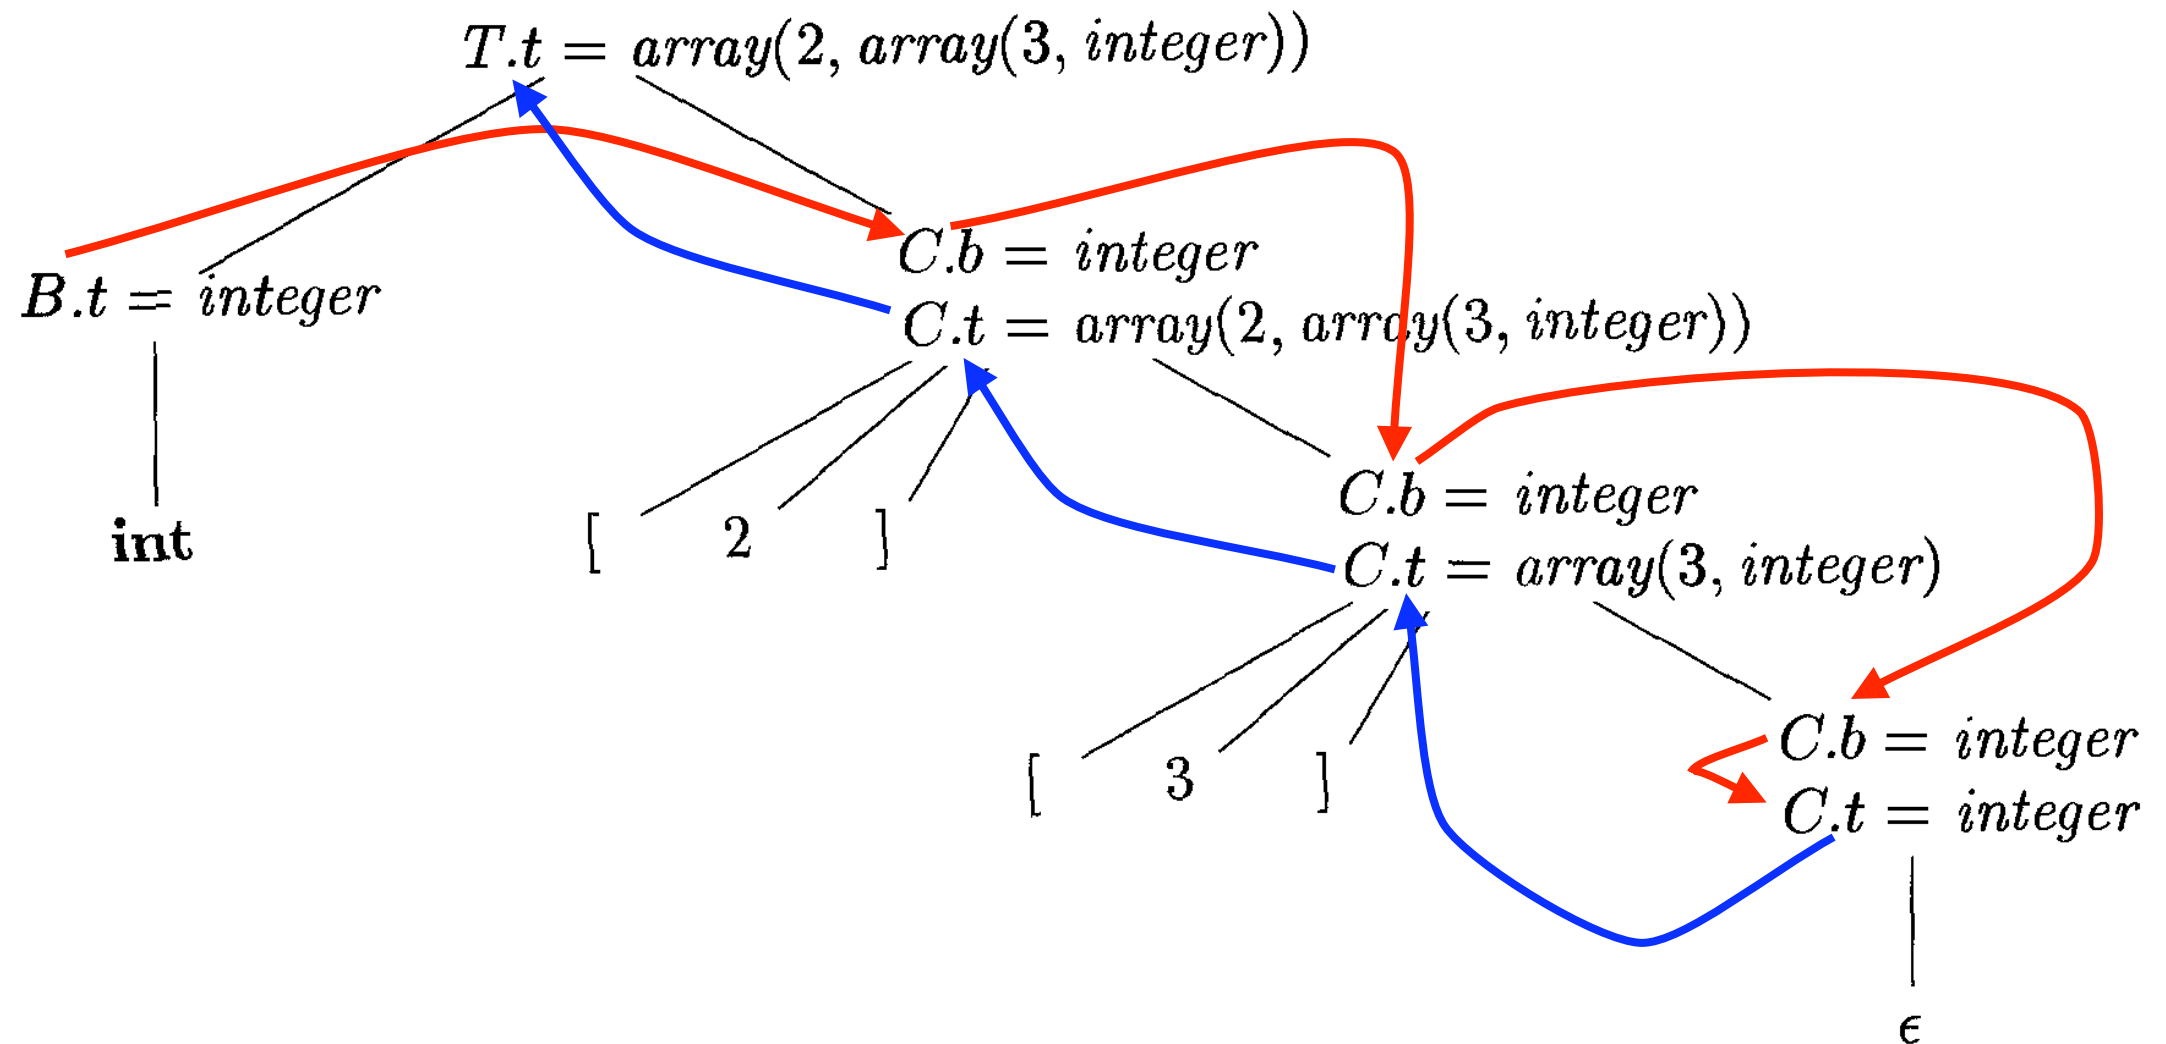 T.t = array(2, array(3, integer))
B.t = integer
C.b = integer
C.t = array(2, array(3, integer))
int
[ 2 ]
C.b = integer
C.t = array(3, integer)
[ 3 ]
C.b = integer
C.t = integer
ϵ